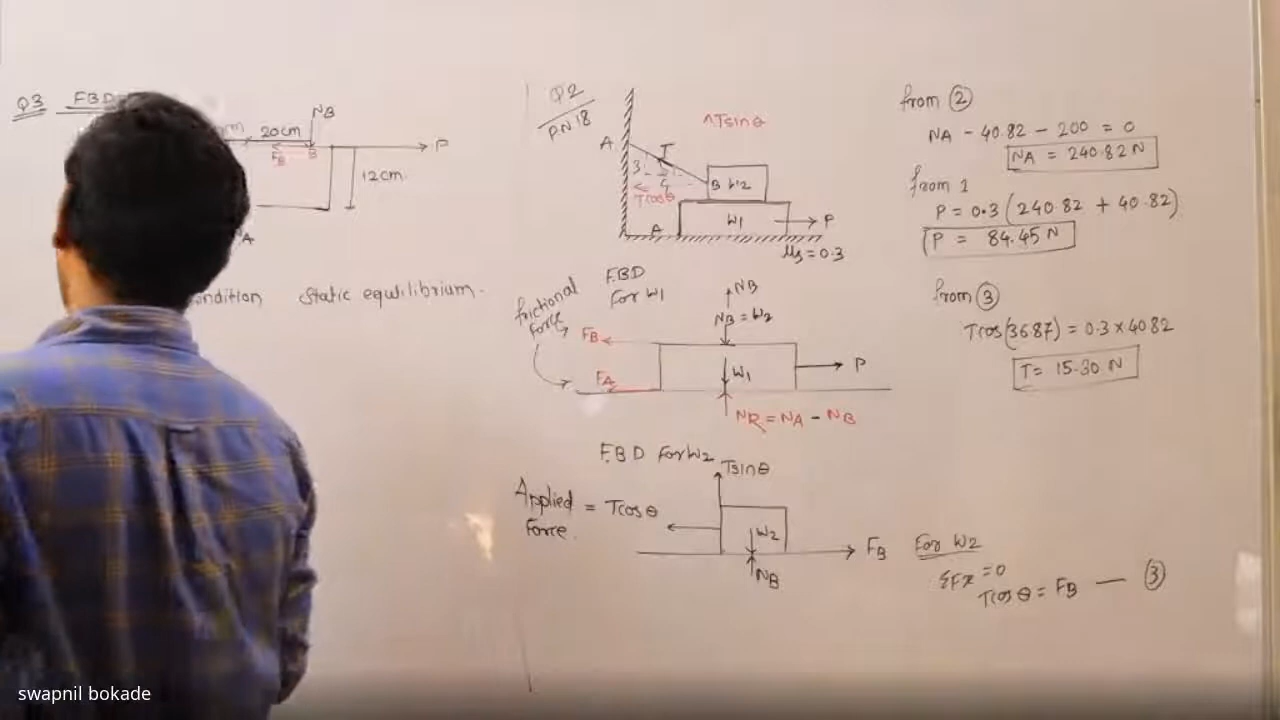 Q3 FBD
20cm
NB
FB B
P
12cm
A
ondition static equilibrium.
Q2
PN18
Tsinθ
A
T
3
4
Tcosθ
B W2
W1
P
A
μs = 0.3
FBD
For W1
frictional
force
NB
NB = W2
FB
W1
P
FA
NR = NA - NB
FBD For W2
Tsinθ
Applied = Tcosθ
Force.
W2
FB
NB
from ②
NA - 40.82 - 200 = 0
NA = 240.82 N
from 1
P = 0.3 (240.82 + 40.82)
P = 84.45 N
from ③
Tcos(36.87) = 0.3 x 40.82
T = 15.30 N
For W2
ΣFx = 0
Tcosθ = FB — ③
swapnil bokade